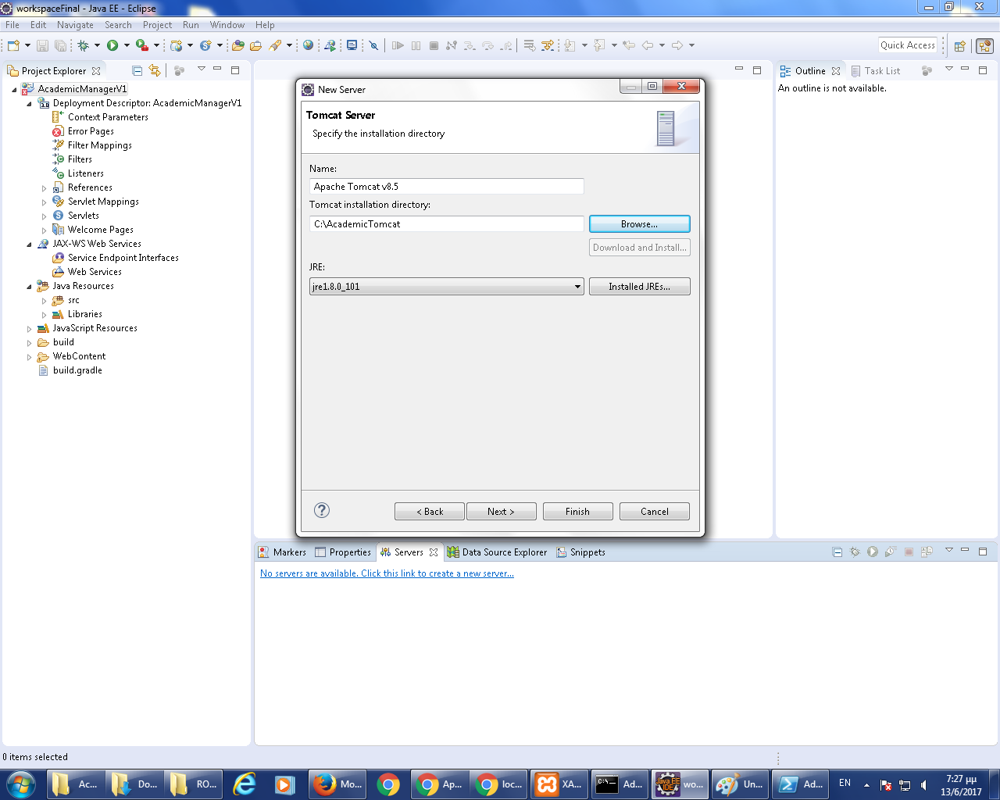 workspaceFinal - Java EE - Eclipse
File Edit Navigate Search Project Run Window Help
Quick Access
Project Explorer
AcademicManagerV1
Deployment Descriptor: AcademicManagerV1
Context Parameters
Error Pages
Filter Mappings
Filters
Listeners
References
Servlet Mappings
Servlets
Welcome Pages
JAX-WS Web Services
Service Endpoint Interfaces
Web Services
Java Resources
src
Libraries
JavaScript Resources
build
WebContent
build.gradle
New Server
Tomcat Server
Specify the installation directory
Name:
Apache Tomcat v8.5
Tomcat installation directory:
C:\AcademicTomcat
Browse...
Download and Install...
JRE:
jre1.8.0_101
Installed JREs...
< Back Next > Finish Cancel
Outline Task List
An outline is not available.
Markers Properties Servers Data Source Explorer Snippets
No servers are available. Click this link to create a new server...
0 items selected
Ac... Do... RO... Mo... Ap... loc... XA... Ad... wo... Un... Ad... EN
7:27 μμ
13/6/2017